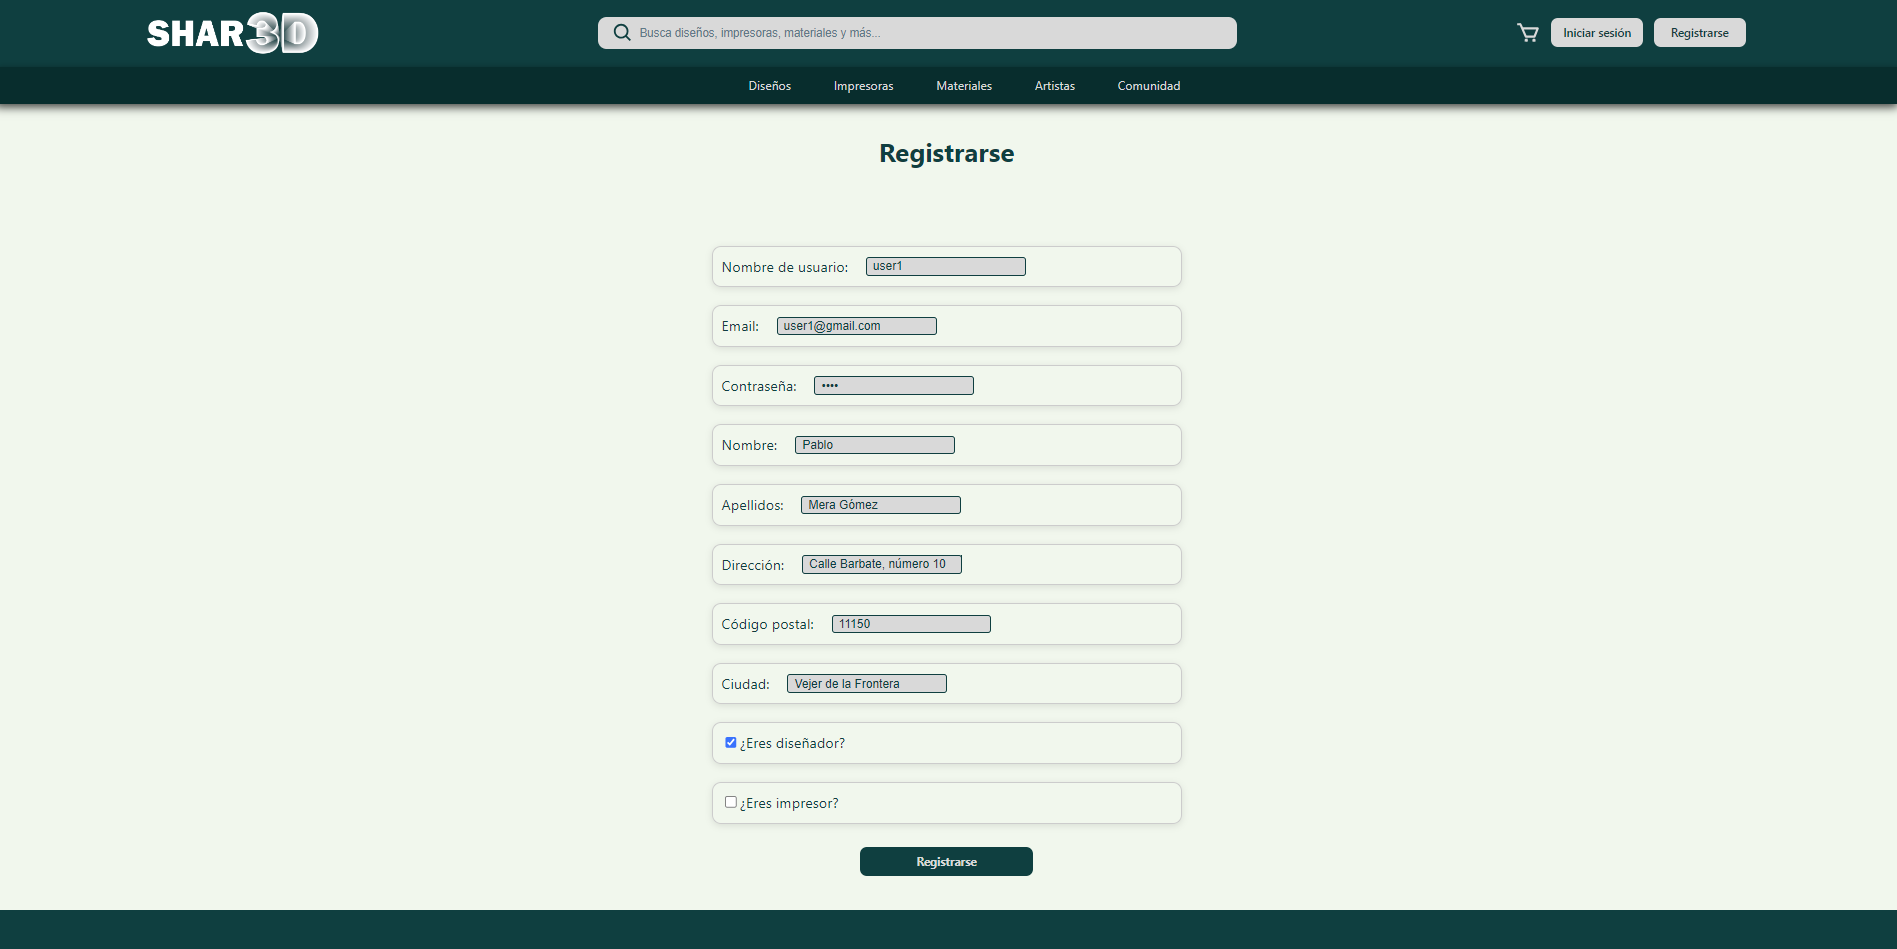 SHAR3D
Busca diseños, impresoras, materiales y más...
Iniciar sesión
Registrarse
Diseños Impresoras Materiales Artistas Comunidad
Registrarse
Nombre de usuario: user1
Email: user1@gmail.com
Contraseña: ••••
Nombre: Pablo
Apellidos: Mera Gómez
Dirección: Calle Barbate, número 10
Código postal: 11150
Ciudad: Vejer de la Frontera
¿Eres diseñador?
¿Eres impresor?
Registrarse